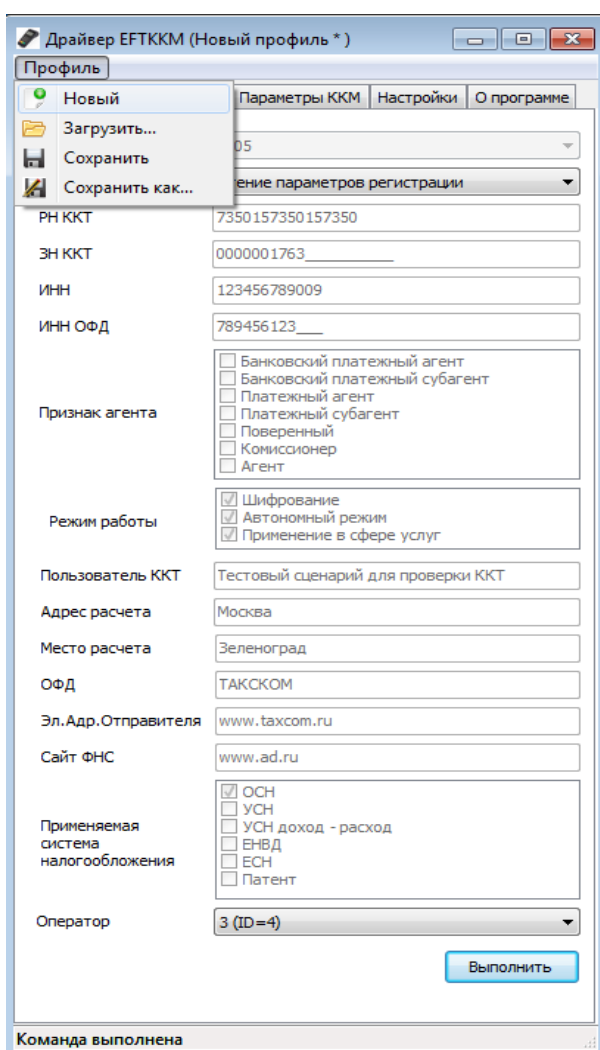 Драйвер EFTKKM (Новый профиль * )
Профиль
Новый
Загрузить...
Сохранить
Сохранить как...
Параметры ККМ
Настройки
О программе
05
РН ККТ
7350157350157350
параметров регистрации
ЗН ККТ
0000001763__________
ИНН
123456789009
ИНН ОФД
789456123___
Признак агента
Банковский платежный агент
Банковский платежный субагент
Платежный агент
Платежный субагент
Поверенный
Комиссионер
Агент
Режим работы
Шифрование
Автономный режим
Применение в сфере услуг
Пользователь ККТ
Тестовый сценарий для проверки ККТ
Адрес расчета
Москва
Место расчета
Зеленоград
ОФД
ТАКСКОМ
Эл.Адр.Отправителя
www.taxcom.ru
Сайт ФНС
www.ad.ru
Применяемая
система
налогообложения
ОСН
УСН
УСН доход - расход
ЕНВД
ЕСН
Патент
Оператор
3 (ID=4)
Выполнить
Команда выполнена